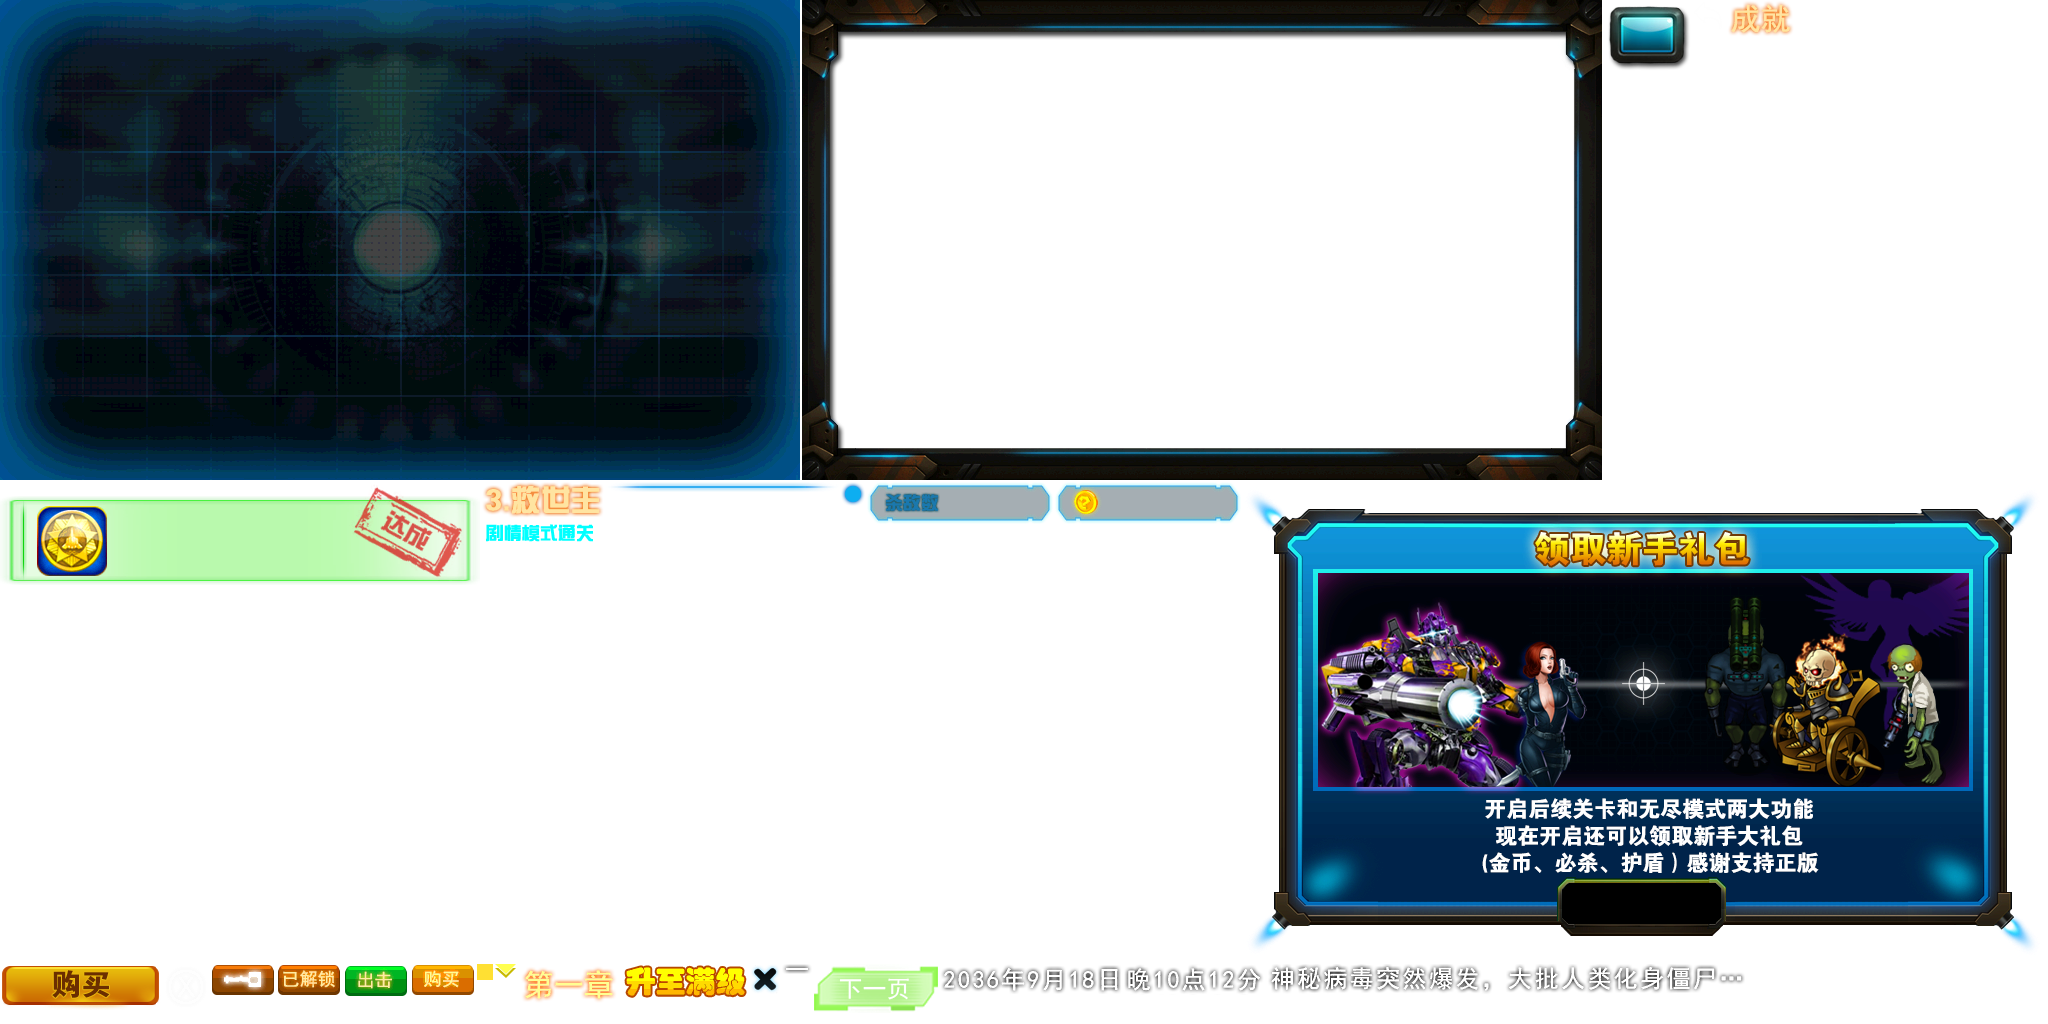 成就
3.救世主
剧情模式通关
达成
杀敌数
领取新手礼包
开启后续关卡和无尽模式两大功能
现在开启还可以领取新手大礼包
(金币、必杀、护盾）感谢支持正版
购买
已解锁
出击
购买
第一章
升至满级
下一页
2036年9月18日 晚10点12分 神秘病毒突然爆发，大批人类化身僵尸…